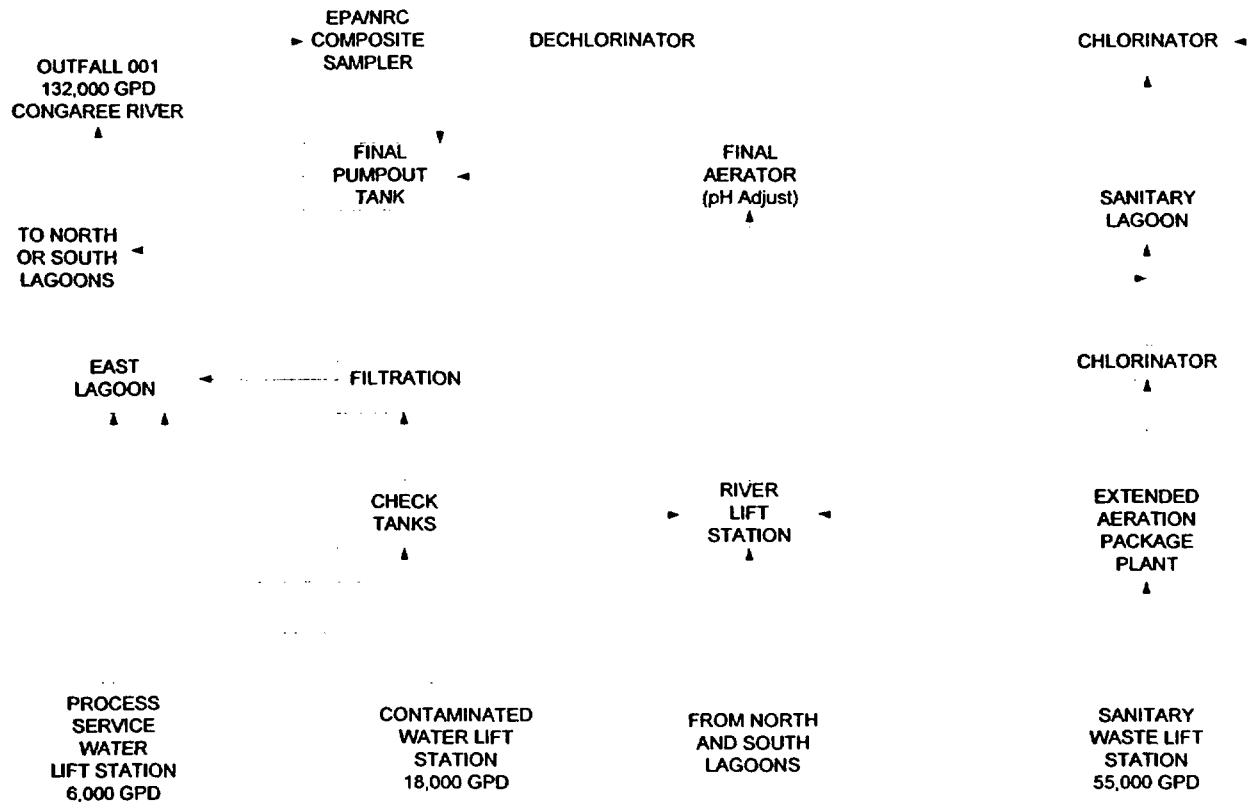 EPA/NRC
COMPOSITE
SAMPLER
DECHLORINATOR
CHLORINATOR
OUTFALL 001
132,000 GPD
CONGAREE RIVER
FINAL
PUMPOUT
TANK
FINAL
AERATOR
(pH Adjust)
SANITARY
LAGOON
TO NORTH
OR SOUTH
LAGOONS
EAST
LAGOON
FILTRATION
CHLORINATOR
CHECK
TANKS
RIVER
LIFT
STATION
EXTENDED
AERATION
PACKAGE
PLANT
PROCESS
SERVICE
WATER
LIFT STATION
6,000 GPD
CONTAMINATED
WATER LIFT
STATION
18,000 GPD
FROM NORTH
AND SOUTH
LAGOONS
SANITARY
WASTE LIFT
STATION
55,000 GPD